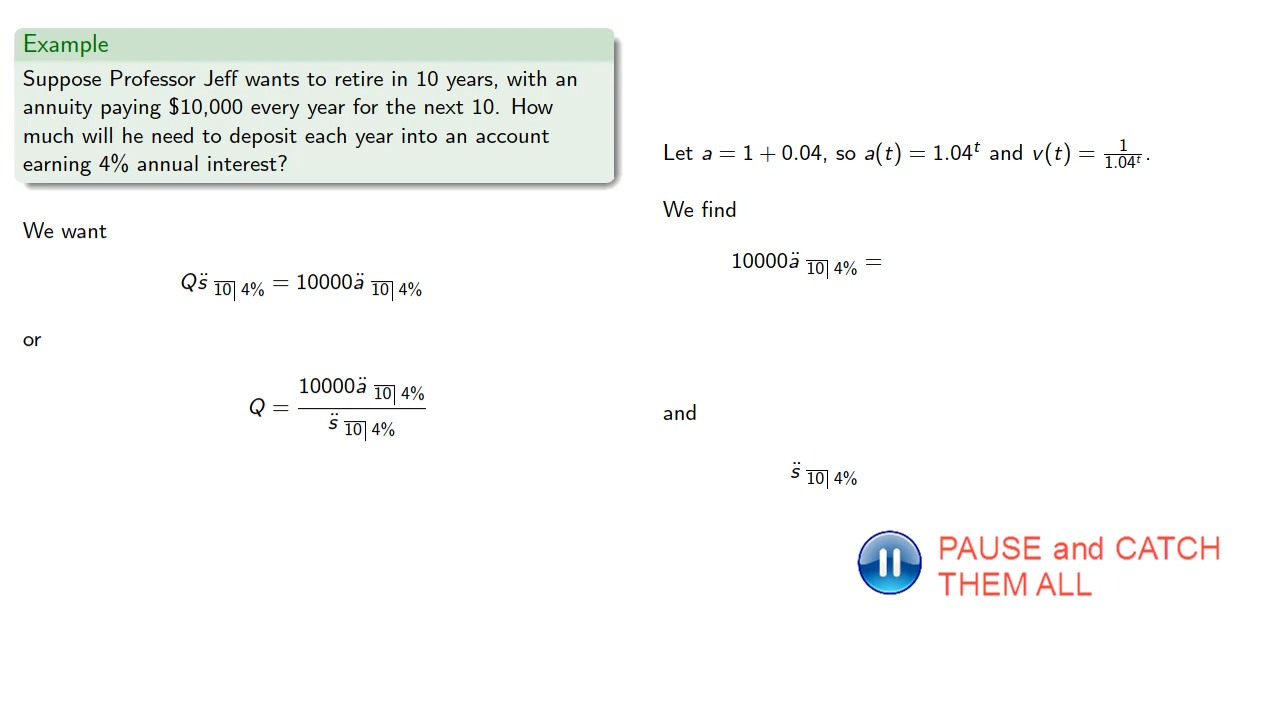 Example
Suppose Professor Jeff wants to retire in 10 years, with an
annuity paying $10,000 every year for the next 10. How
much will he need to deposit each year into an account
earning 4% annual interest?
We want
Qs̈ 10| 4% = 10000ä 10| 4%
or
Q = 10000ä 10| 4% / s̈ 10| 4%
Let a = 1 + 0.04, so a(t) = 1.04^t and v(t) = 1/1.04^t.
We find
10000ä 10| 4% =
and
s̈ 10| 4%
PAUSE and CATCH
THEM ALL